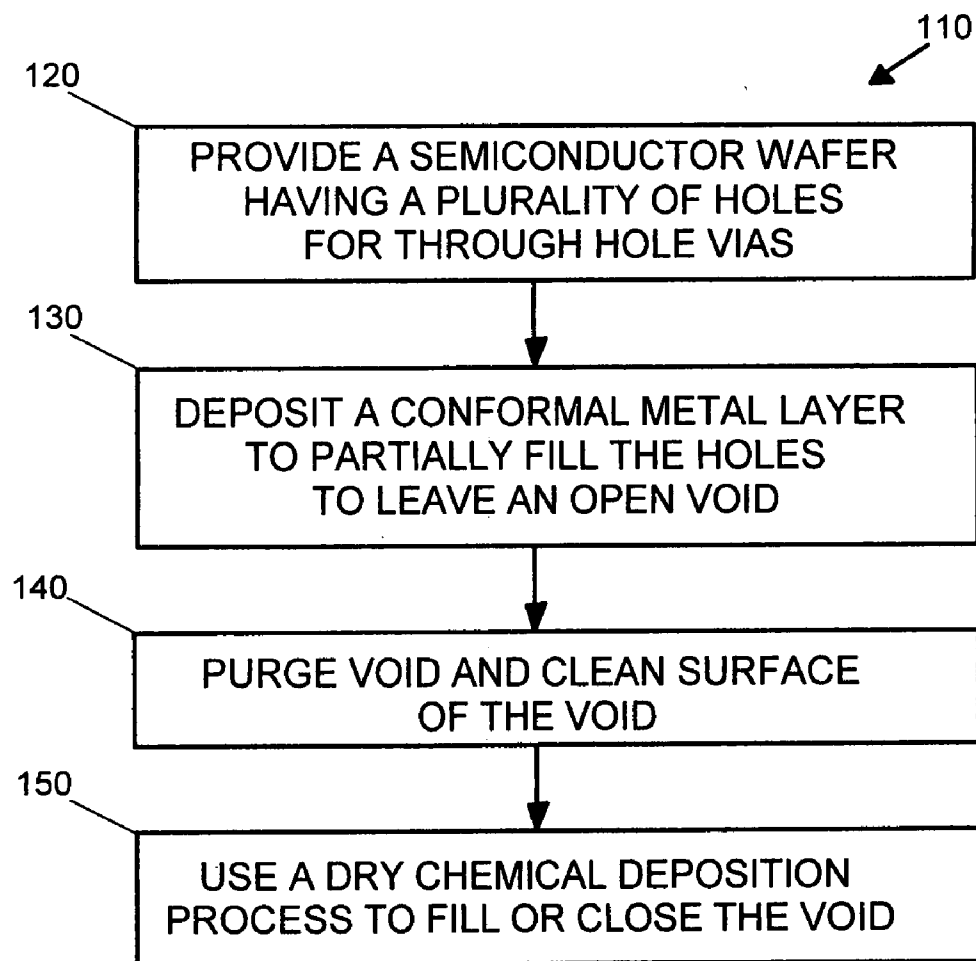 110
120
PROVIDE A SEMICONDUCTOR WAFER
HAVING A PLURALITY OF HOLES
FOR THROUGH HOLE VIAS
130
DEPOSIT A CONFORMAL METAL LAYER
TO PARTIALLY FILL THE HOLES
TO LEAVE AN OPEN VOID
140
PURGE VOID AND CLEAN SURFACE
OF THE VOID
150
USE A DRY CHEMICAL DEPOSITION
PROCESS TO FILL OR CLOSE THE VOID